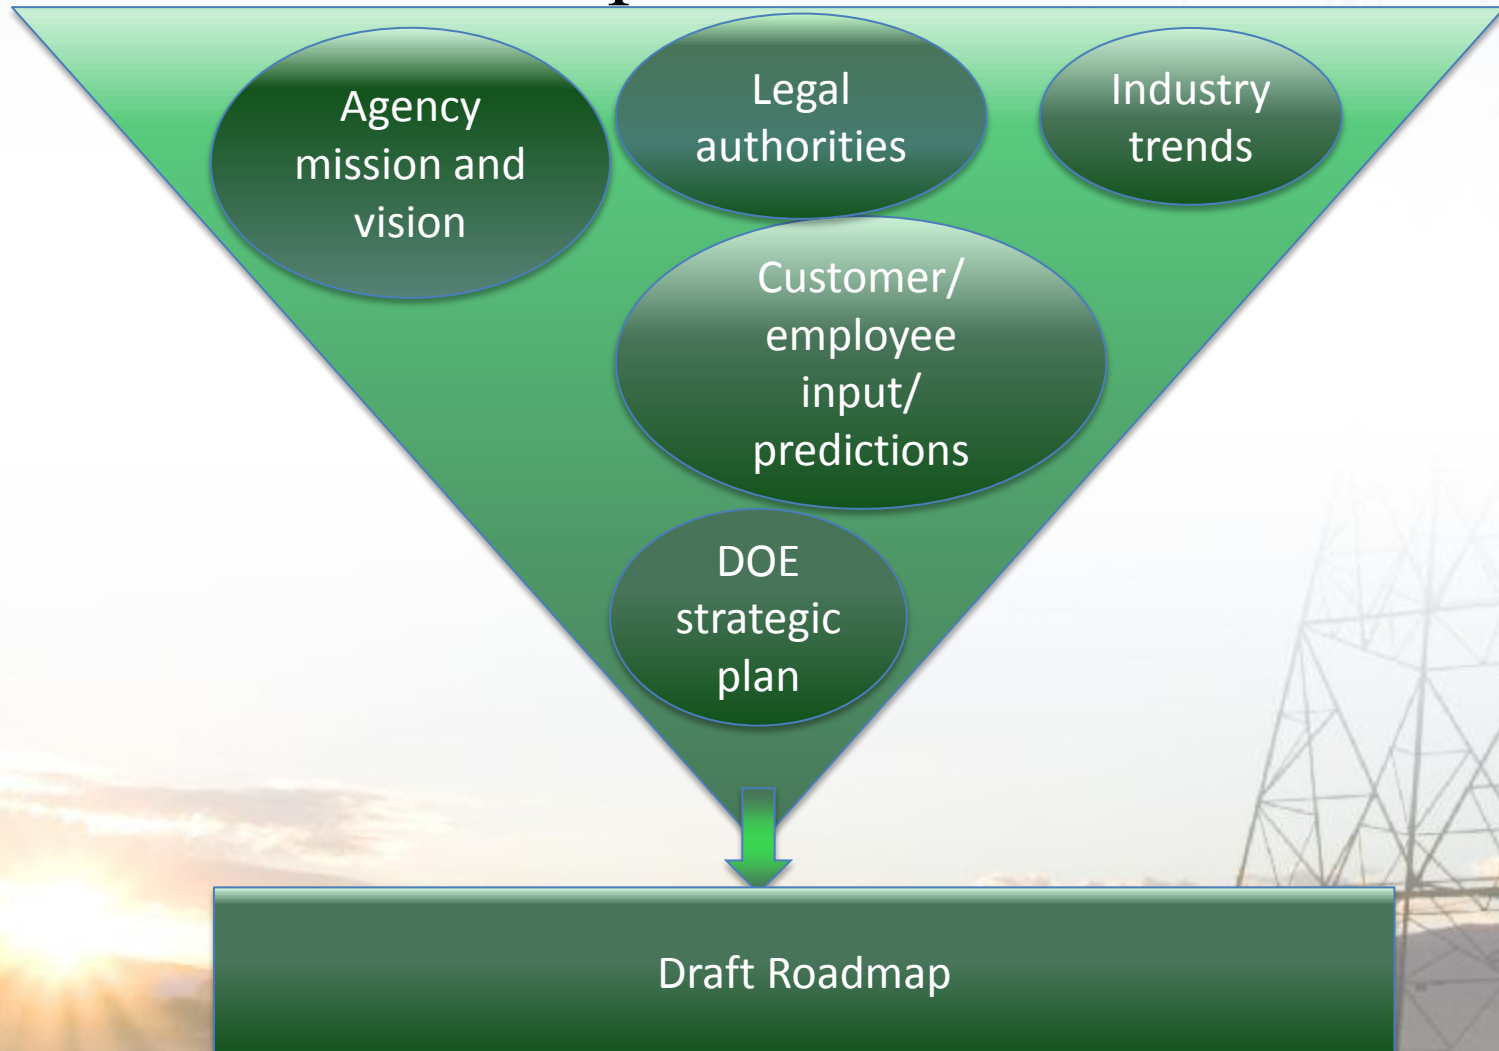 Agency
mission and
vision
Legal
authorities
Industry
trends
Customer/
employee
input/
predictions
DOE
strategic
plan
Draft Roadmap